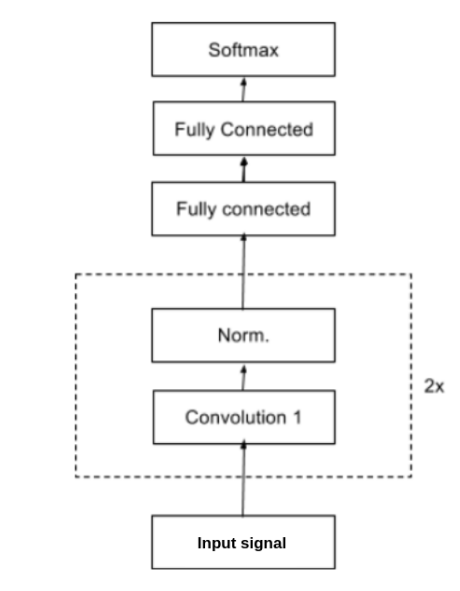 Softmax
Fully Connected
Fully connected
Norm.
2x
Convolution 1
Input signal